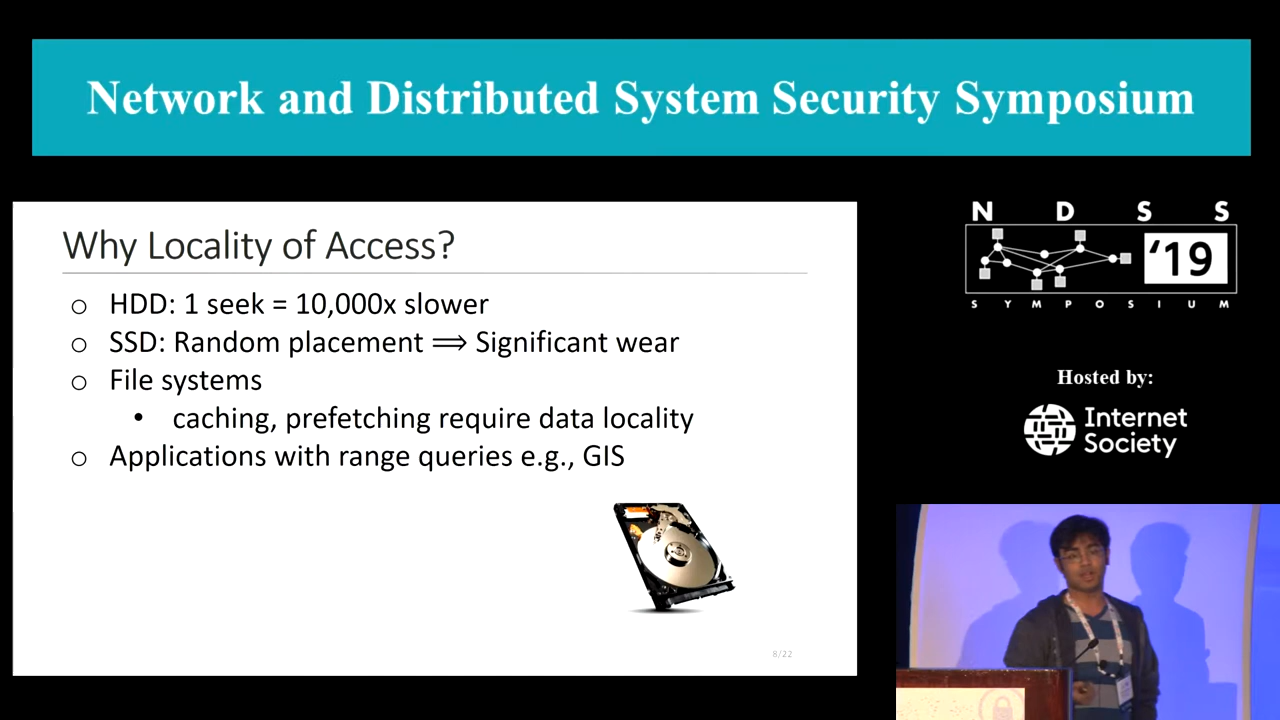 Network and Distributed System Security Symposium
Why Locality of Access?
○ HDD: 1 seek = 10,000x slower
○ SSD: Random placement ⟹ Significant wear
○ File systems
• caching, prefetching require data locality
○ Applications with range queries e.g., GIS
8/22
N D S S
'19
S Y M P O S I U M
Hosted by:
Internet
Society